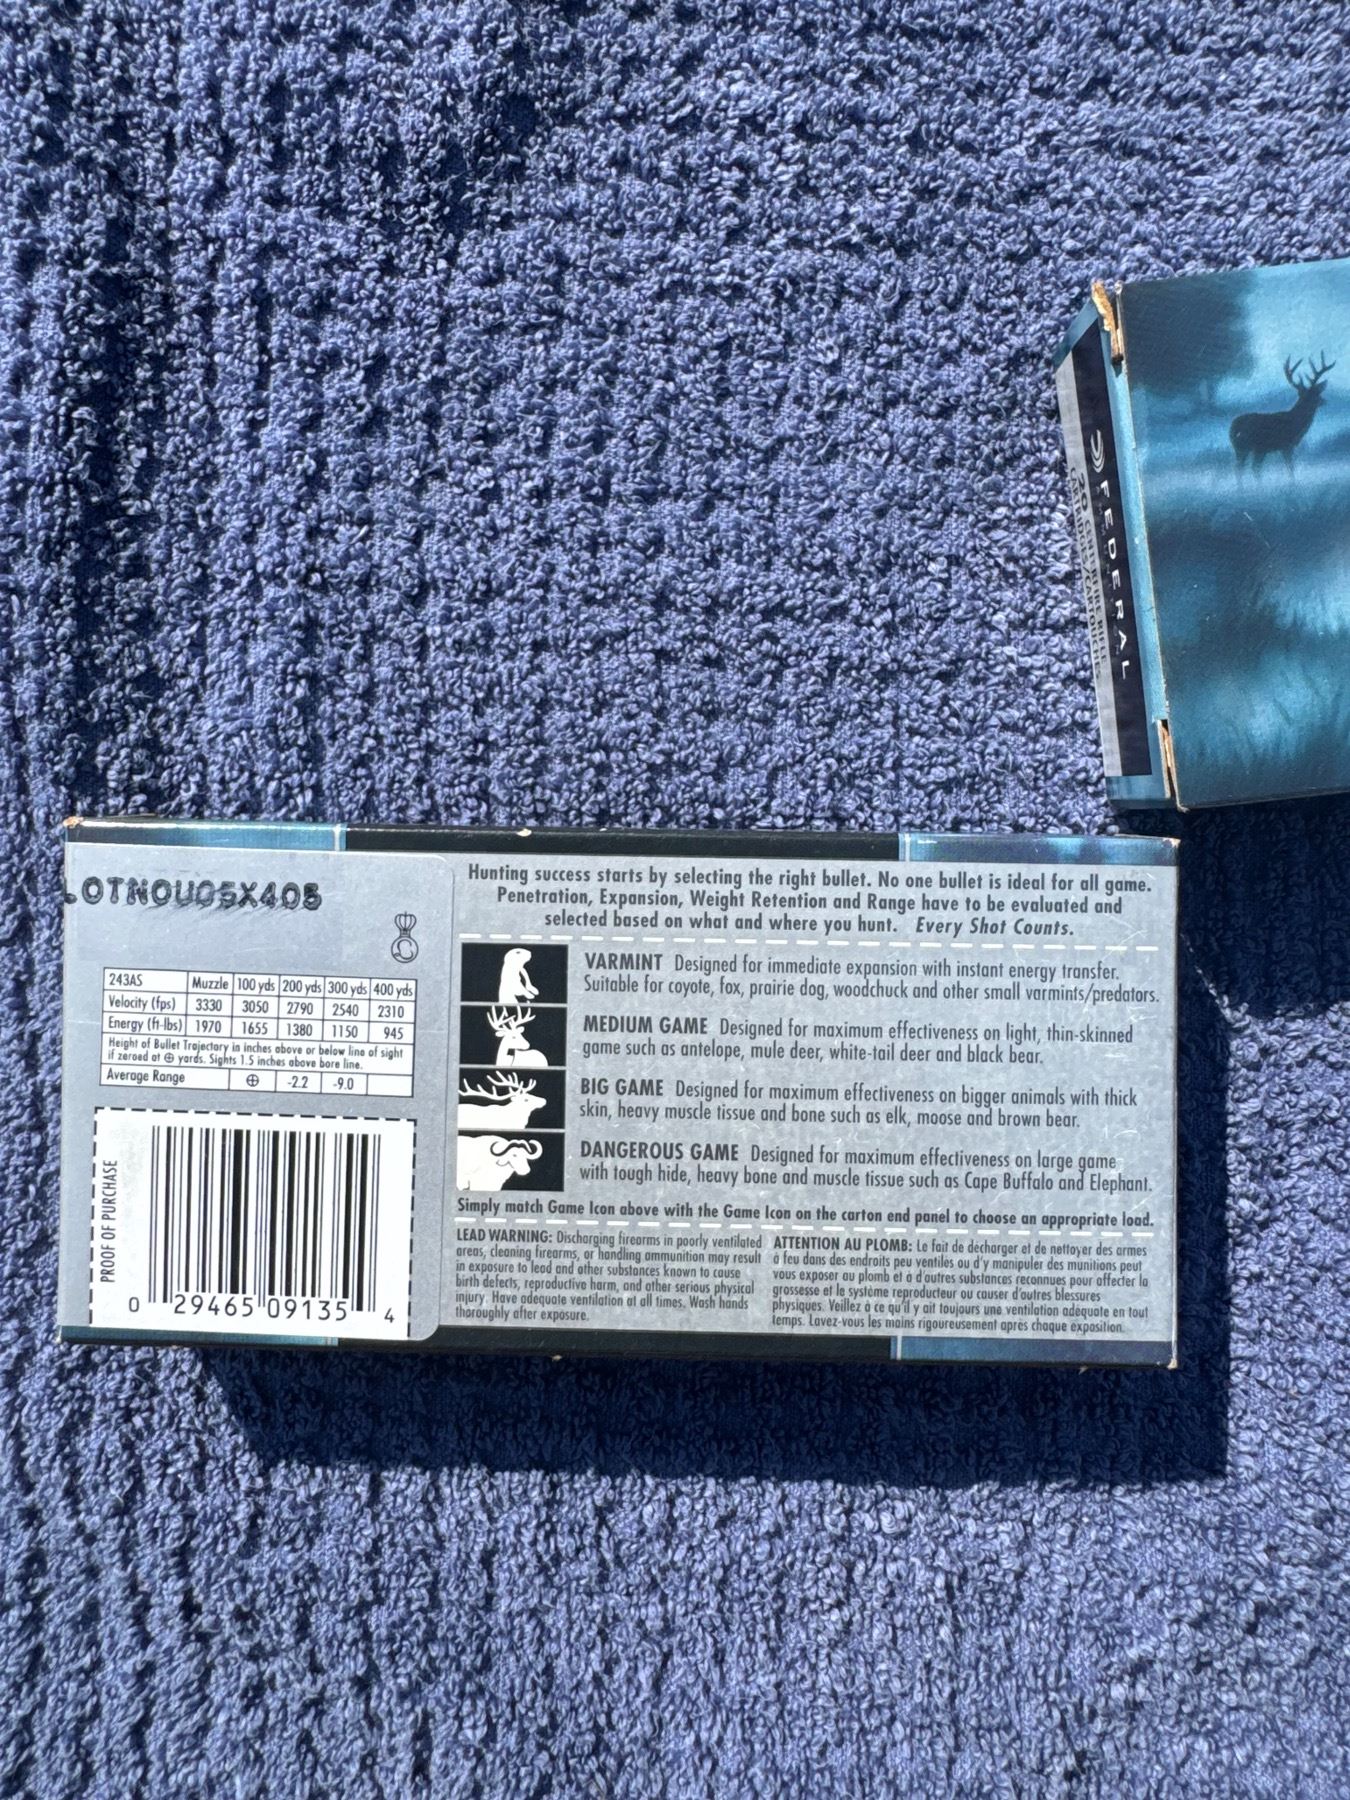 FEDERAL
20 CENTERFIRE RIFLE
CARTRIDGES/CARTOUCHES
LOTNOU05X405
243AS Muzzle 100 yds 200 yds 300 yds 400 yds
Velocity (fps) 3330 3050 2790 2540 2310
Energy (ft-lbs) 1970 1655 1380 1150 945
Height of Bullet Trajectory in inches above or below line of sight
if zeroed at ⊕ yards. Sights 1.5 inches above bore line.
Average Range ⊕ -2.2 -9.0
PROOF OF PURCHASE
0 29465 09135 4
Hunting success starts by selecting the right bullet. No one bullet is ideal for all game.
Penetration, Expansion, Weight Retention and Range have to be evaluated and
selected based on what and where you hunt. Every Shot Counts.
VARMINT Designed for immediate expansion with instant energy transfer.
Suitable for coyote, fox, prairie dog, woodchuck and other small varmints/predators.
MEDIUM GAME Designed for maximum effectiveness on light, thin-skinned
game such as antelope, mule deer, white-tail deer and black bear.
BIG GAME Designed for maximum effectiveness on bigger animals with thick
skin, heavy muscle tissue and bone such as elk, moose and brown bear.
DANGEROUS GAME Designed for maximum effectiveness on large game
with tough hide, heavy bone and muscle tissue such as Cape Buffalo and Elephant.
Simply match Game Icon above with the Game Icon on the carton end panel to choose an appropriate load.
LEAD WARNING: Discharging firearms in poorly ventilated
areas, cleaning firearms, or handling ammunition may result
in exposure to lead and other substances known to cause
birth defects, reproductive harm, and other serious physical
injury. Have adequate ventilation at all times. Wash hands
thoroughly after exposure.
ATTENTION AU PLOMB: Le fait de décharger et de nettoyer des armes
à feu dans des endroits peu ventilés ou d'y manipuler des munitions peut
vous exposer au plomb et à d'autres substances reconnues pour affecter la
grossesse et le système reproducteur ou causer d'autres blessures
physiques. Veillez à ce qu'il y ait toujours une ventilation adéquate en tout
temps. Lavez-vous les mains rigoureusement après chaque exposition.